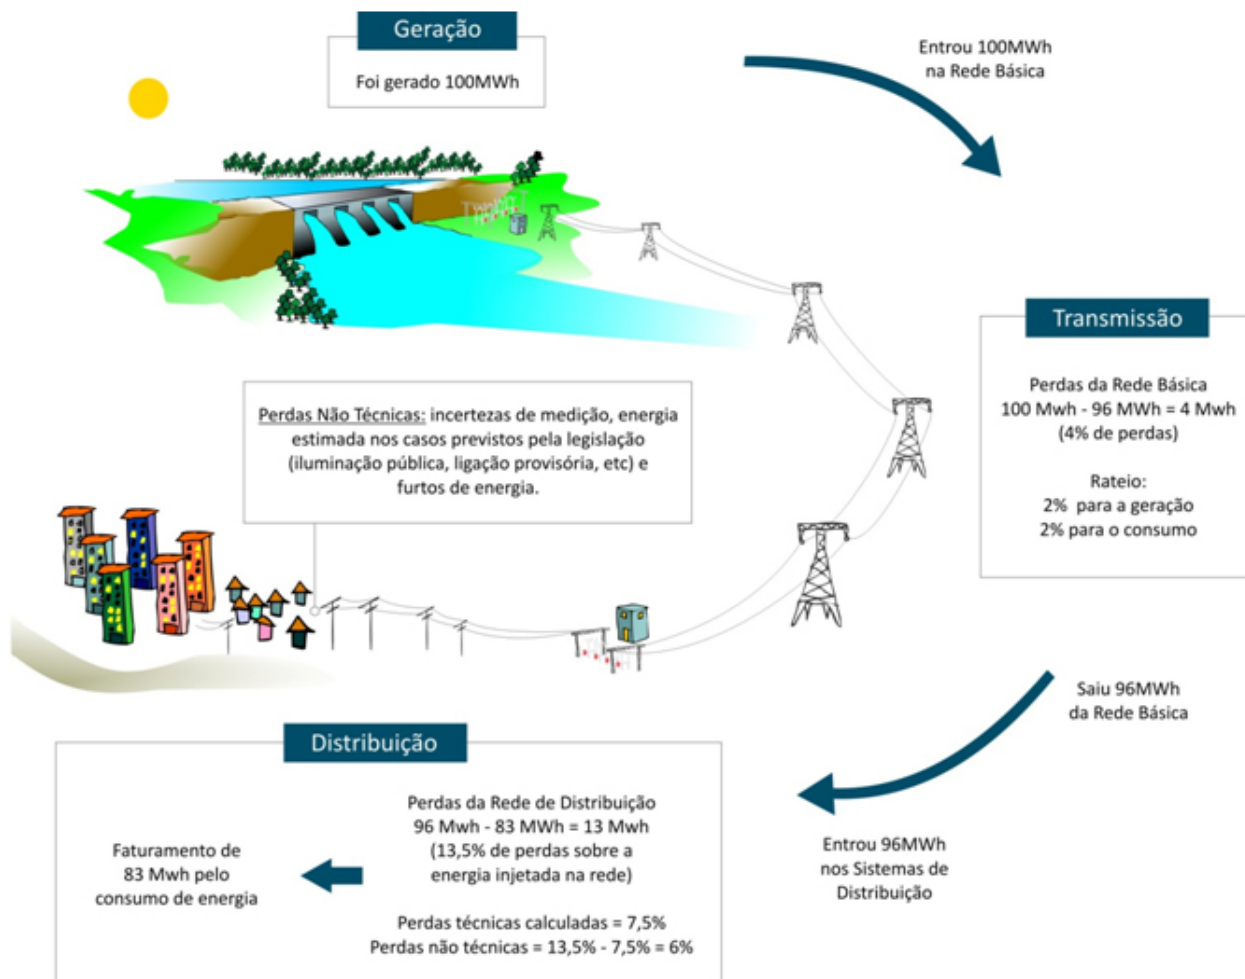 Geração
Foi gerado 100MWh
Entrou 100MWh
na Rede Básica
Transmissão
Perdas da Rede Básica
100 Mwh - 96 MWh = 4 Mwh
(4% de perdas)
Rateio:
2% para a geração
2% para o consumo
Perdas Não Técnicas: incertezas de medição, energia
estimada nos casos previstos pela legislação
(iluminação pública, ligação provisória, etc) e
furtos de energia.
Saiu 96MWh
da Rede Básica
Entrou 96MWh
nos Sistemas de
Distribuição
Distribuição
Perdas da Rede de Distribuição
96 Mwh - 83 MWh = 13 Mwh
(13,5% de perdas sobre a
energia injetada na rede)
Perdas técnicas calculadas = 7,5%
Perdas não técnicas = 13,5% - 7,5% = 6%
Faturamento de
83 Mwh pelo
consumo de energia